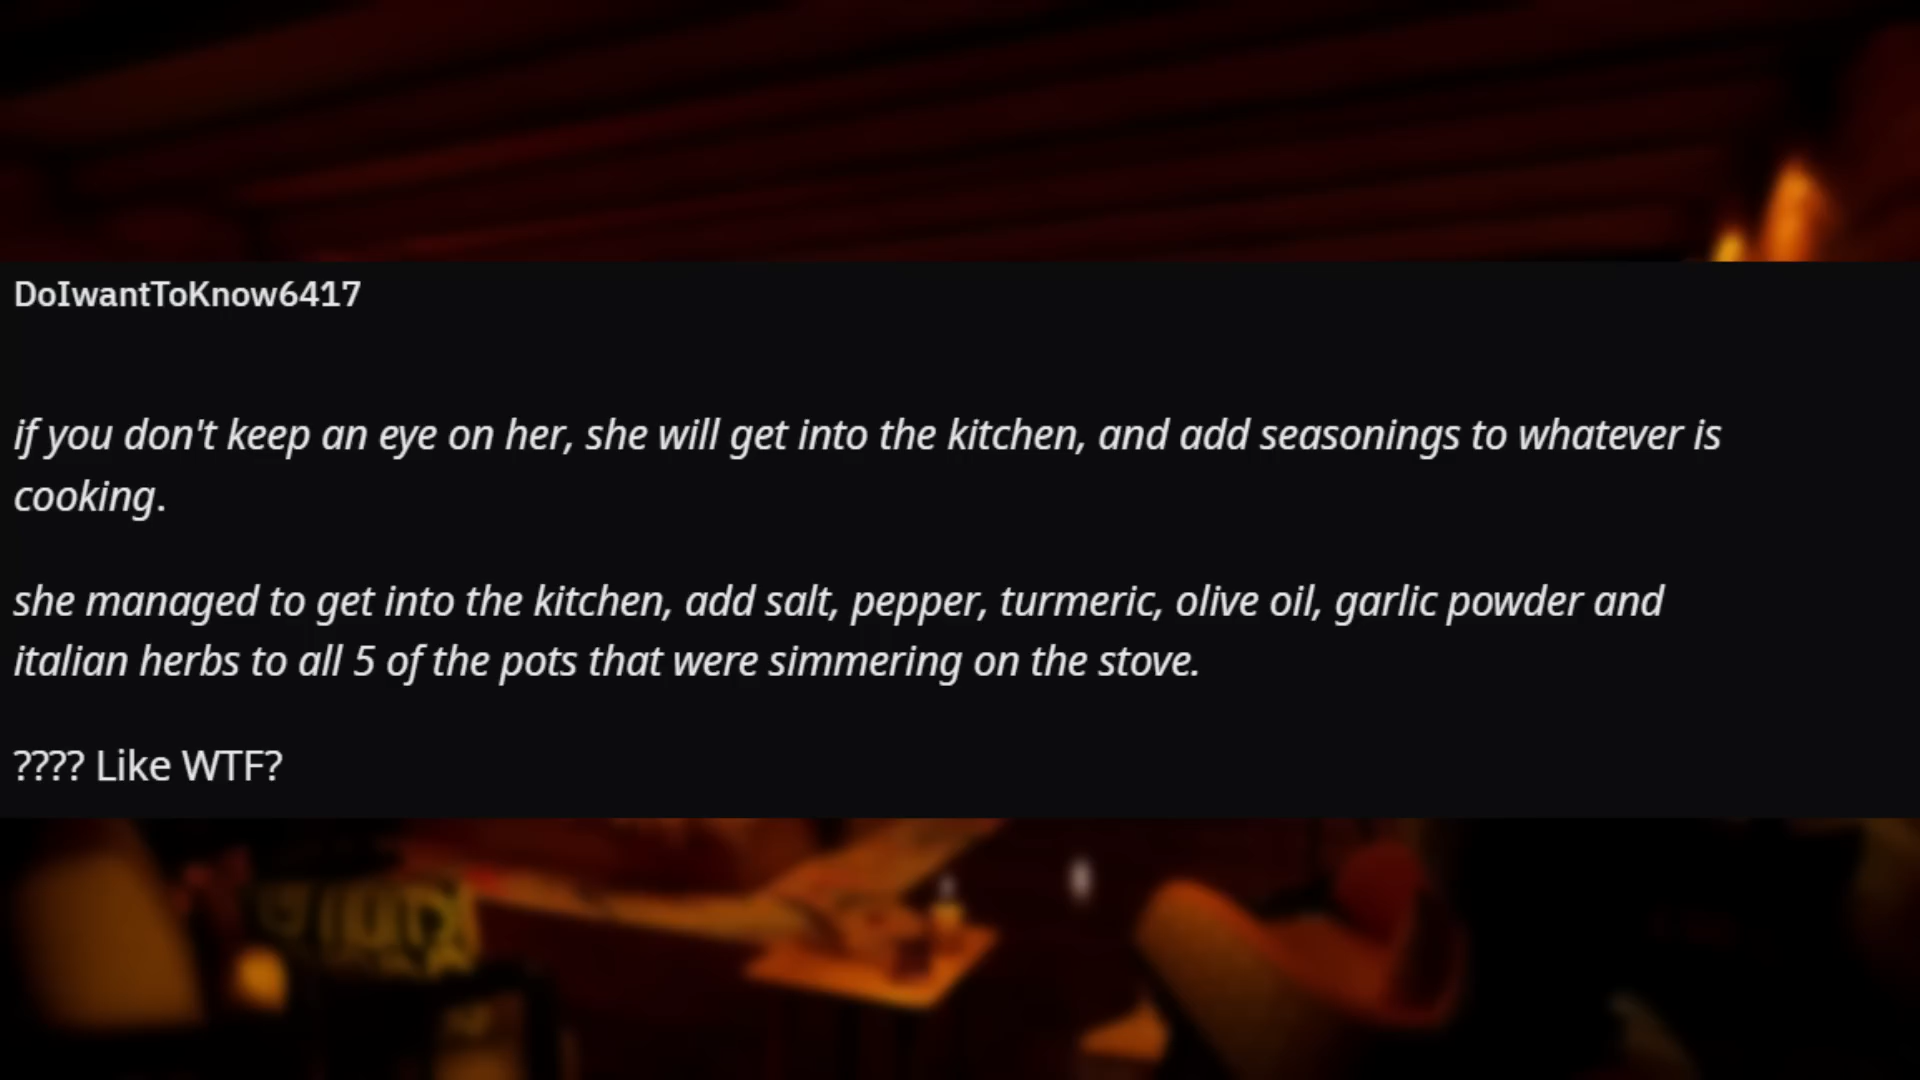 DoIwantToKnow6417
if you don't keep an eye on her, she will get into the kitchen, and add seasonings to whatever is
cooking.
she managed to get into the kitchen, add salt, pepper, turmeric, olive oil, garlic powder and
italian herbs to all 5 of the pots that were simmering on the stove.
???? Like WTF?